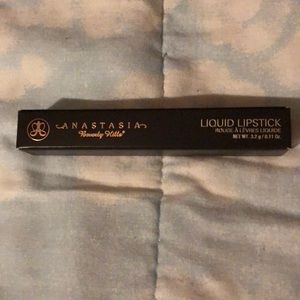 ANASTASIA
Beverly Hills®
LIQUID LIPSTICK
ROUGE À LÈVRES LIQUIDE
NET WT. 3.2 g / 0.11 Oz.